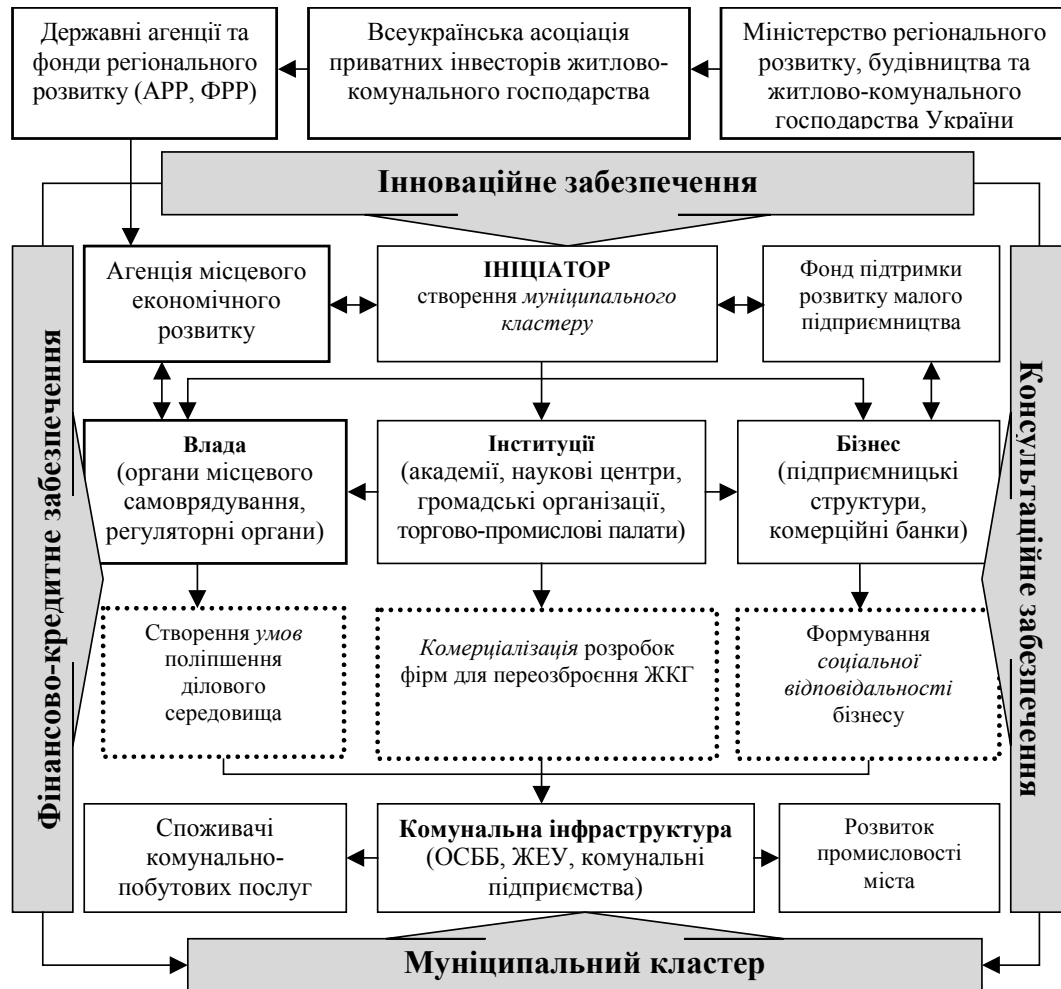 Державні агенції та
фонди регіонального
розвитку (АРР, ФРР)
Всеукраїнська асоціація
приватних інвесторів житлово-
комунального господарства
Міністерство регіонального
розвитку, будівництва та
житлово-комунального
господарства України
Інноваційне забезпечення
Фінансово-кредитне забезпечення
Агенція місцевого
економічного
розвитку
ІНІЦІАТОР
створення муніципального
кластеру
Фонд підтримки
розвитку малого
підприємництва
Консультаційне забезпечення
Влада
(органи місцевого
самоврядування,
регуляторні органи)
Інституції
(академії, наукові центри,
громадські організації,
торгово-промислові палати)
Бізнес
(підприємницькі
структури,
комерційні банки)
Створення умов
поліпшення
ділового
середовища
Комерціалізація розробок
фірм для переозброєння ЖКГ
Формування
соціальної
відповідальності
бізнесу
Споживачі
комунально-
побутових послуг
Комунальна інфраструктура
(ОСББ, ЖЕУ, комунальні
підприємства)
Розвиток
промисловості
міста
Муніципальний кластер